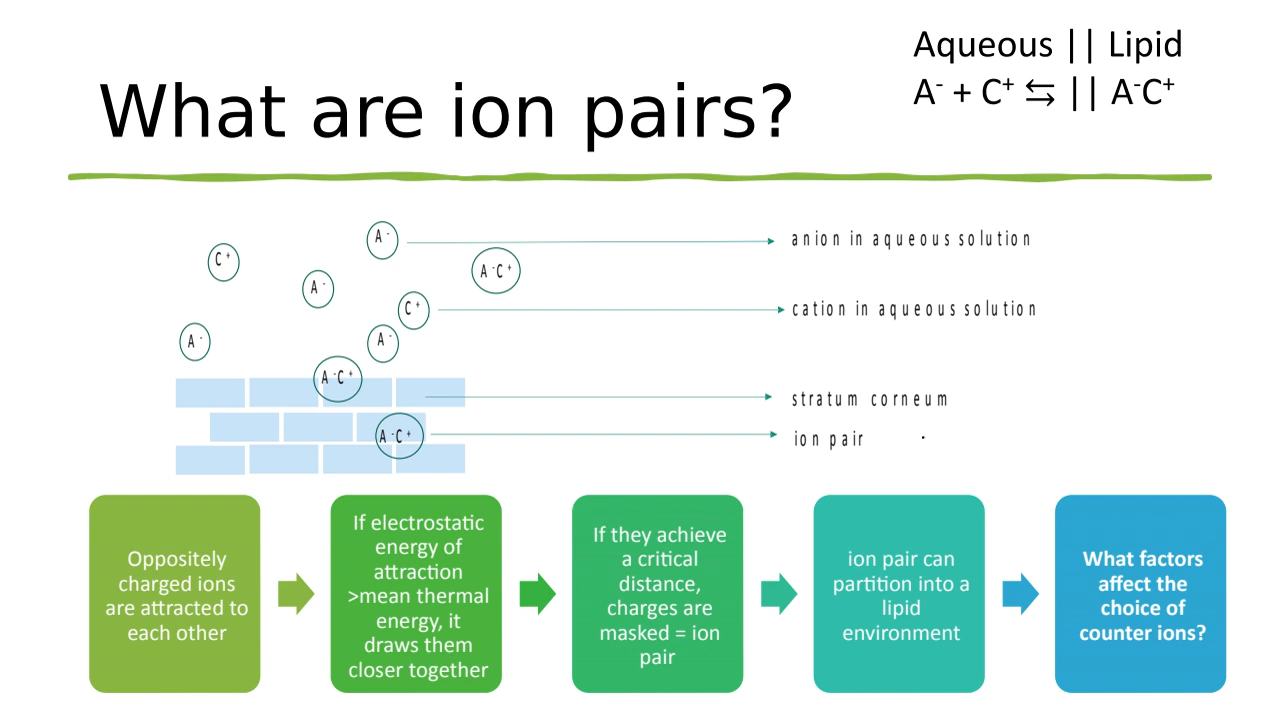 Aqueous || Lipid
A⁻ + C⁺ ⇆ || A⁻C⁺
What are ion pairs?
A⁻
C⁺
A⁻C⁺
A⁻
C⁺
A⁻
A⁻
A⁻C⁺
A⁻C⁺
anion in aqueous solution
cation in aqueous solution
stratum corneum
ion pair .
Oppositely
charged ions
are attracted to
each other
If electrostatic
energy of
attraction
>mean thermal
energy, it
draws them
closer together
If they achieve
a critical
distance,
charges are
masked = ion
pair
ion pair can
partition into a
lipid
environment
What factors
affect the
choice of
counter ions?